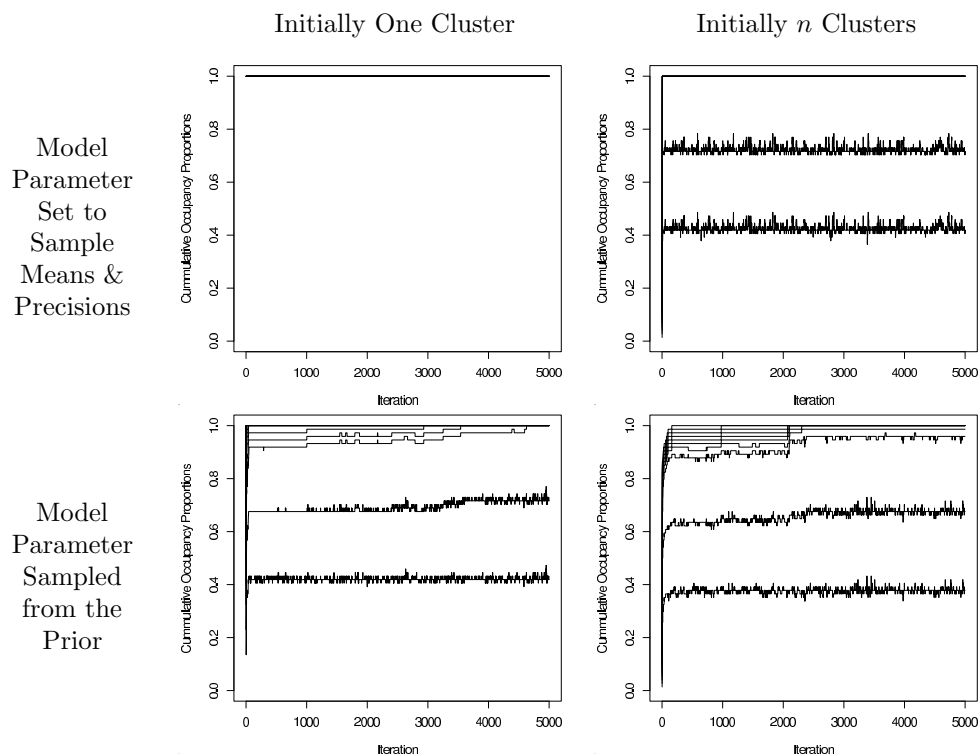 Initially One Cluster
Initially n Clusters
Model
Parameter
Set to
Sample
Means &
Precisions
Cummulative Occupancy Proportions
0.0 0.2 0.4 0.6 0.8 1.0
0 1000 2000 3000 4000 5000
Iteration
Cummulative Occupancy Proportions
0.0 0.2 0.4 0.6 0.8 1.0
0 1000 2000 3000 4000 5000
Iteration
Model
Parameter
Sampled
from the
Prior
Cummulative Occupancy Proportions
0.0 0.2 0.4 0.6 0.8 1.0
0 1000 2000 3000 4000 5000
Iteration
Cummulative Occupancy Proportions
0.0 0.2 0.4 0.6 0.8 1.0
0 1000 2000 3000 4000 5000
Iteration